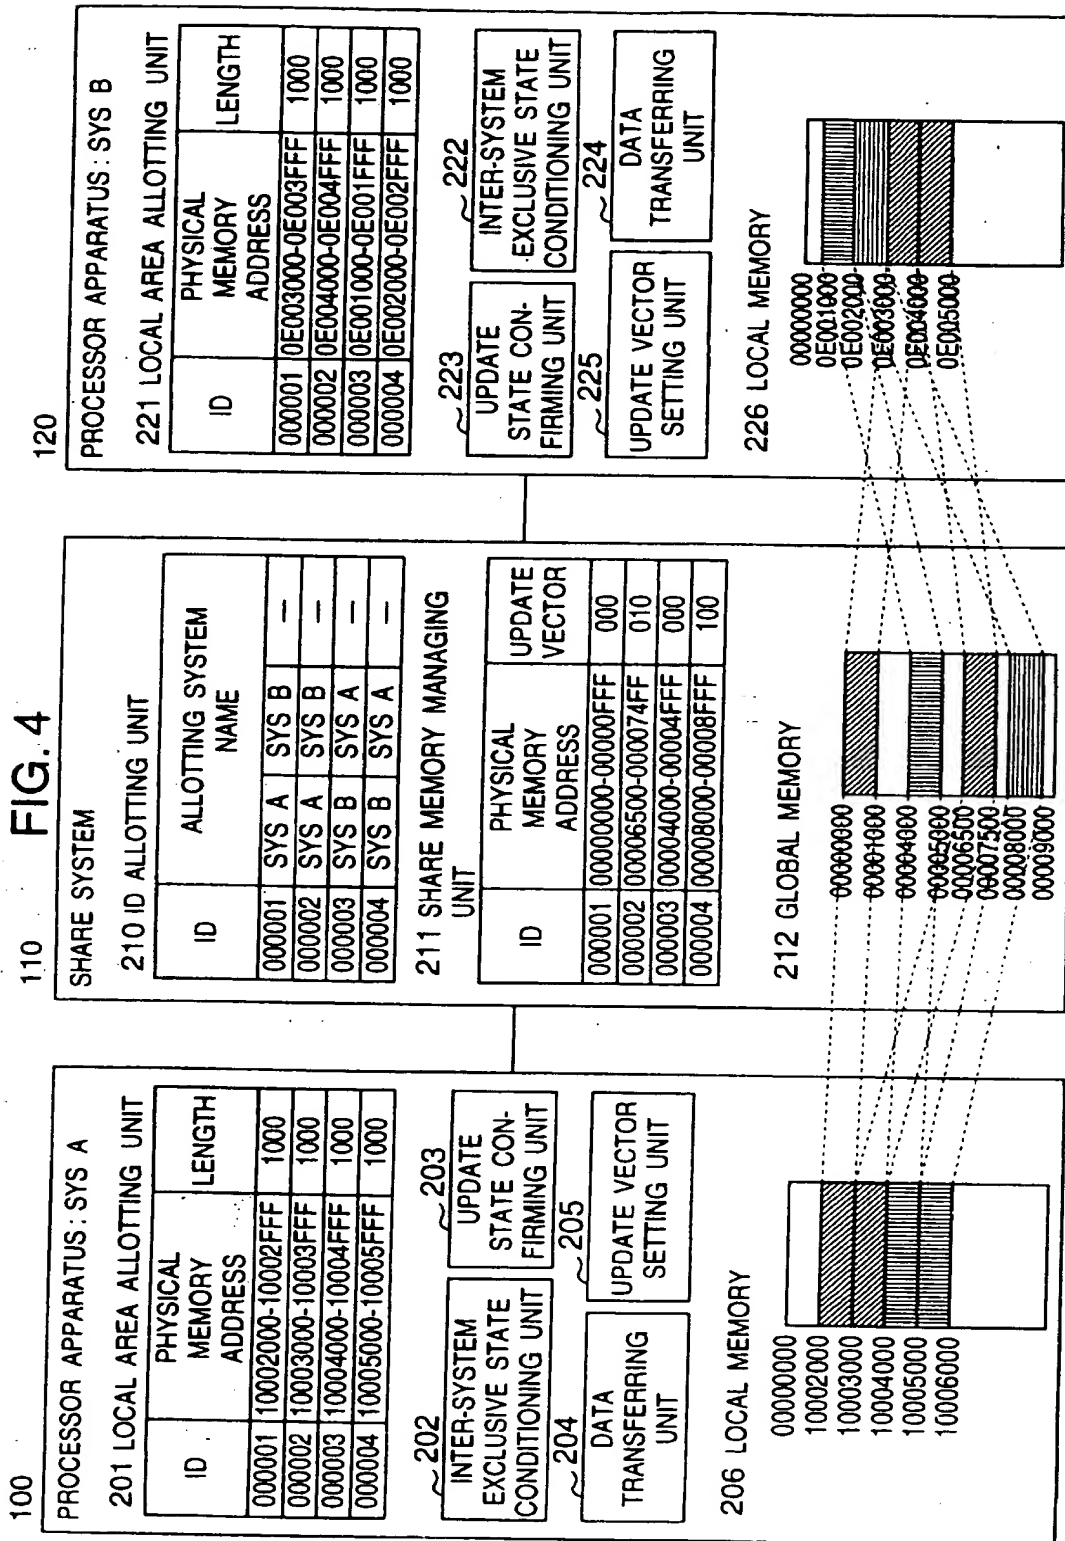 FIG. 4
100
PROCESSOR APPARATUS : SYS A
201 LOCAL AREA ALLOTTING UNIT
ID PHYSICAL MEMORY ADDRESS LENGTH
000001 10002000-10002FFF 1000
000002 10003000-10003FFF 1000
000003 10004000-10004FFF 1000
000004 10005000-10005FFF 1000
202
INTER-SYSTEM
EXCLUSIVE STATE
CONDITIONING UNIT
203
UPDATE
STATE CON-
FIRMING UNIT
204
DATA
TRANSFERRING
UNIT
205
UPDATE VECTOR
SETTING UNIT
206 LOCAL MEMORY
00000000
10002000
10003000
10004000
10005000
10006000
110
SHARE SYSTEM
210 ID ALLOTTING UNIT
ID ALLOTTING SYSTEM NAME
000001 SYS A SYS B —
000002 SYS A SYS B —
000003 SYS B SYS A —
000004 SYS B SYS A —
211 SHARE MEMORY MANAGING
UNIT
ID PHYSICAL MEMORY ADDRESS UPDATE VECTOR
000001 00000000-00000FFF 000
000002 00006500-000074FF 010
000003 00004000-00004FFF 000
000004 00008000-00008FFF 100
212 GLOBAL MEMORY
00000000
00001000
00004000
00005000
00006500
00007500
00008000
00009000
120
PROCESSOR APPARATUS : SYS B
221 LOCAL AREA ALLOTTING UNIT
ID PHYSICAL MEMORY ADDRESS LENGTH
000001 0E003000-0E003FFF 1000
000002 0E004000-0E004FFF 1000
000003 0E001000-0E001FFF 1000
000004 0E002000-0E002FFF 1000
223
UPDATE
STATE CON-
FIRMING UNIT
222
INTER-SYSTEM
EXCLUSIVE STATE
CONDITIONING UNIT
225
UPDATE VECTOR
SETTING UNIT
224
DATA
TRANSFERRING
UNIT
226 LOCAL MEMORY
00000000
0E001000
0E002000
0E003000
0E004000
0E005000